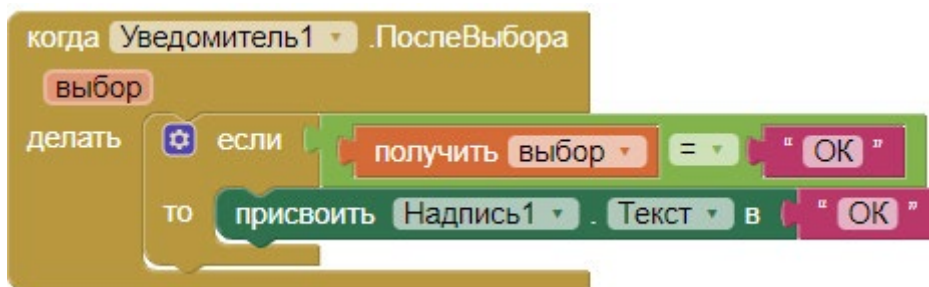 когда Уведомитель1 .ПослеВыбора
выбор
делать если получить выбор = " ОК "
то присвоить Надпись1 . Текст в " ОК "